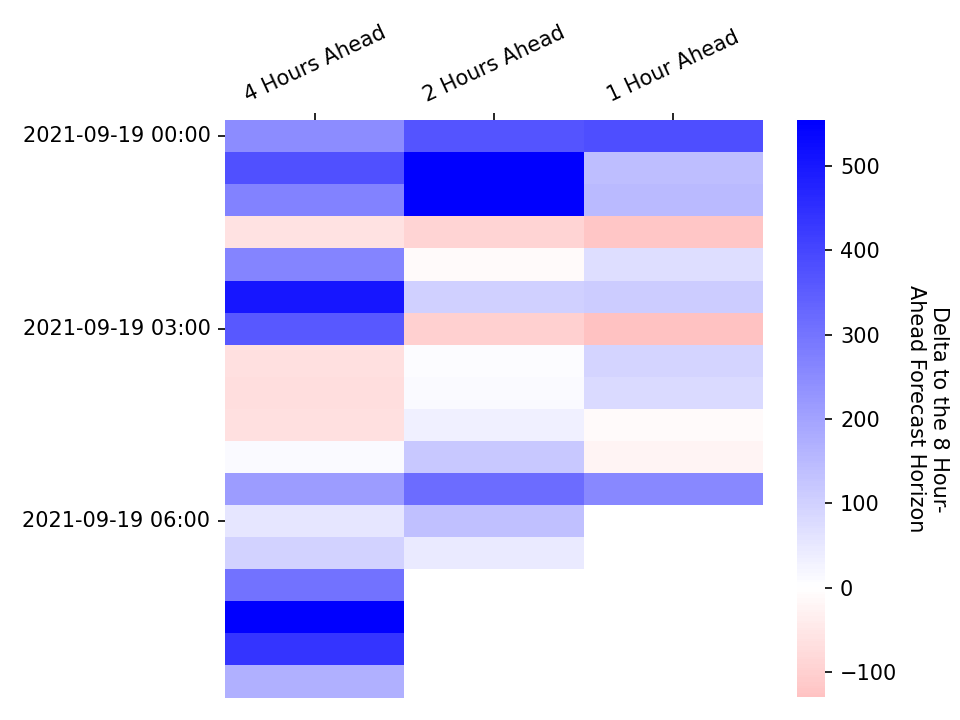 4 Hours Ahead
2 Hours Ahead
1 Hour Ahead
2021-09-19 00:00
2021-09-19 03:00
2021-09-19 06:00
500
400
300
200
100
0
−100
Delta to the 8 Hour-
Ahead Forecast Horizon